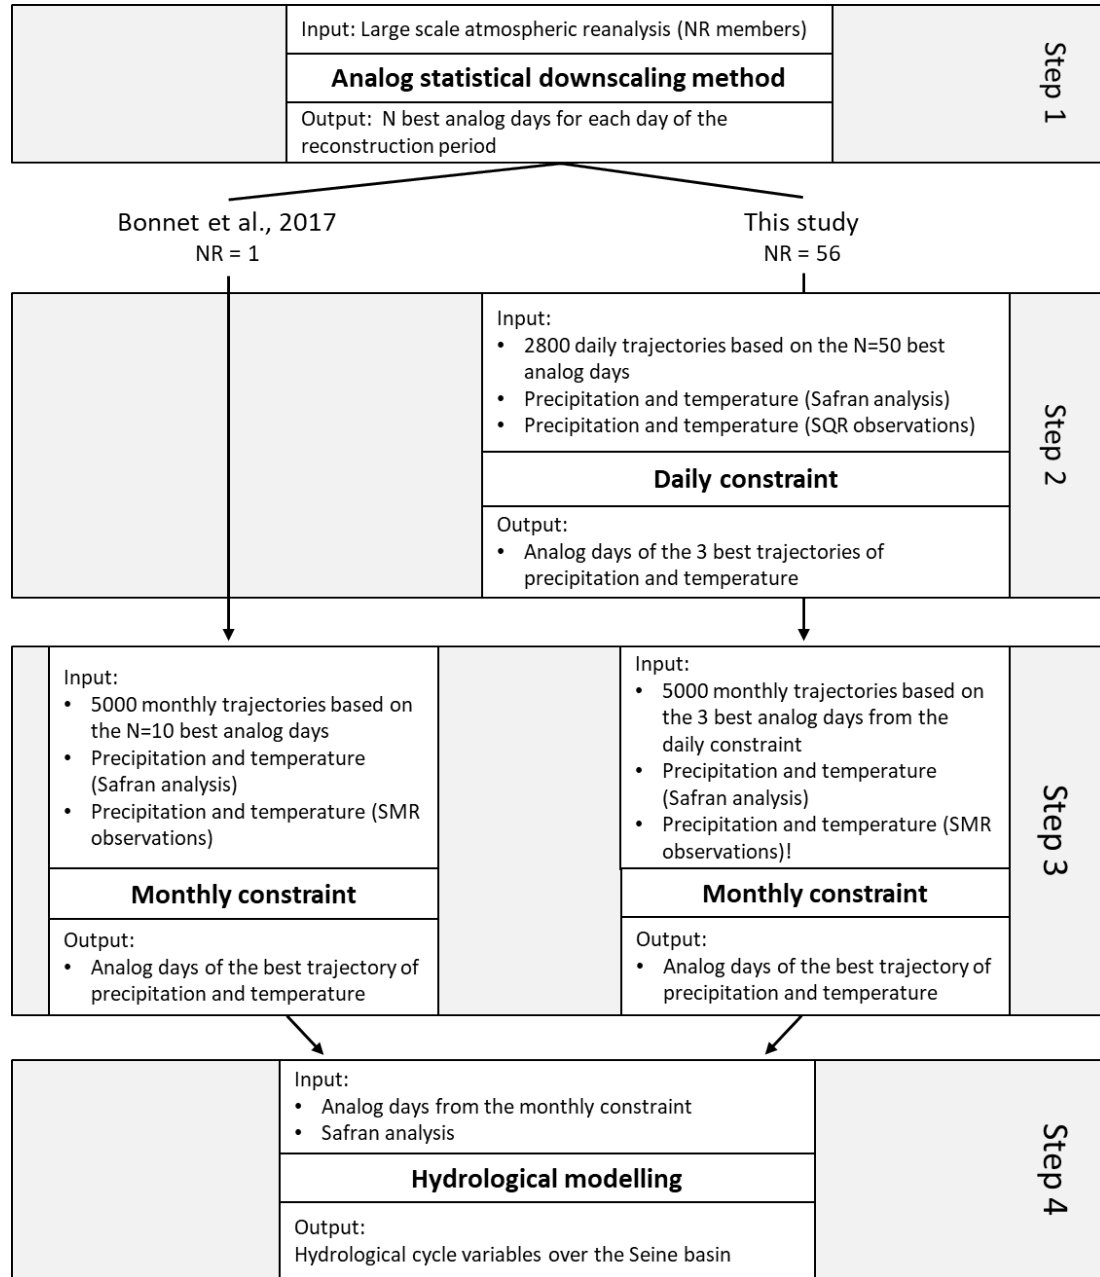 Input: Large scale atmospheric reanalysis (NR members)
Analog statistical downscaling method
Output:  N best analog days for each day of the
reconstruction period
Step 1
Bonnet et al., 2017
NR = 1
This study
NR = 56
Input:
• 2800 daily trajectories based on the N=50 best
analog days
• Precipitation and temperature (Safran analysis)
• Precipitation and temperature (SQR observations)
Daily constraint
Output:
• Analog days of the 3 best trajectories of
precipitation and temperature
Step 2
Input:
• 5000 monthly trajectories based on
the N=10 best analog days
• Precipitation and temperature
(Safran analysis)
• Precipitation and temperature (SMR
observations)
Monthly constraint
Output:
• Analog days of the best trajectory of
precipitation and temperature
Input:
• 5000 monthly trajectories based on
the 3 best analog days from the
daily constraint
• Precipitation and temperature
(Safran analysis)
• Precipitation and temperature (SMR
observations)!
Monthly constraint
Output:
• Analog days of the best trajectory of
precipitation and temperature
Step 3
Input:
• Analog days from the monthly constraint
• Safran analysis
Hydrological modelling
Output:
Hydrological cycle variables over the Seine basin
Step 4